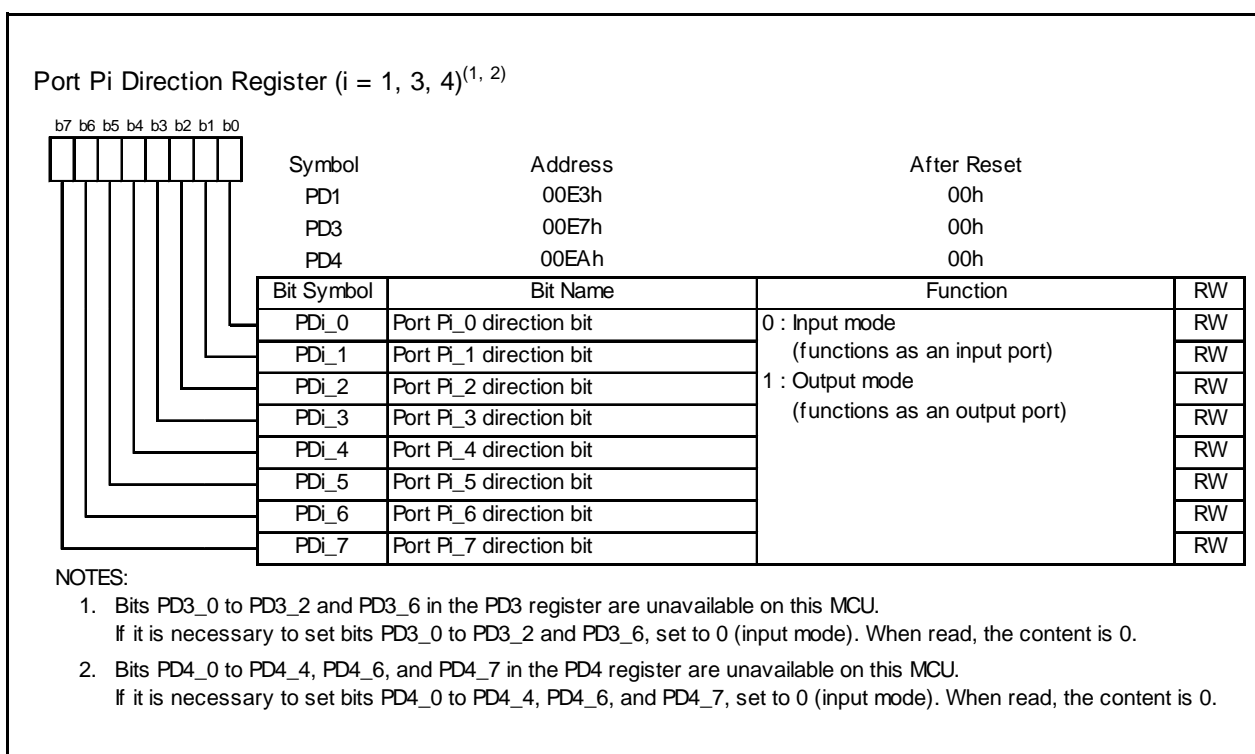 Port Pi Direction Register (i = 1, 3, 4)(1, 2)
b7 b6 b5 b4 b3 b2 b1 b0
Symbol Address After Reset
PD1 00E3h 00h
PD3 00E7h 00h
PD4 00EAh 00h
Bit Symbol Bit Name Function RW
PDi_0 Port Pi_0 direction bit 0 : Input mode RW
PDi_1 Port Pi_1 direction bit (functions as an input port) RW
PDi_2 Port Pi_2 direction bit 1 : Output mode RW
PDi_3 Port Pi_3 direction bit (functions as an output port) RW
PDi_4 Port Pi_4 direction bit RW
PDi_5 Port Pi_5 direction bit RW
PDi_6 Port Pi_6 direction bit RW
PDi_7 Port Pi_7 direction bit RW
NOTES:
1. Bits PD3_0 to PD3_2 and PD3_6 in the PD3 register are unavailable on this MCU.
If it is necessary to set bits PD3_0 to PD3_2 and PD3_6, set to 0 (input mode). When read, the content is 0.
2. Bits PD4_0 to PD4_4, PD4_6, and PD4_7 in the PD4 register are unavailable on this MCU.
If it is necessary to set bits PD4_0 to PD4_4, PD4_6, and PD4_7, set to 0 (input mode). When read, the content is 0.